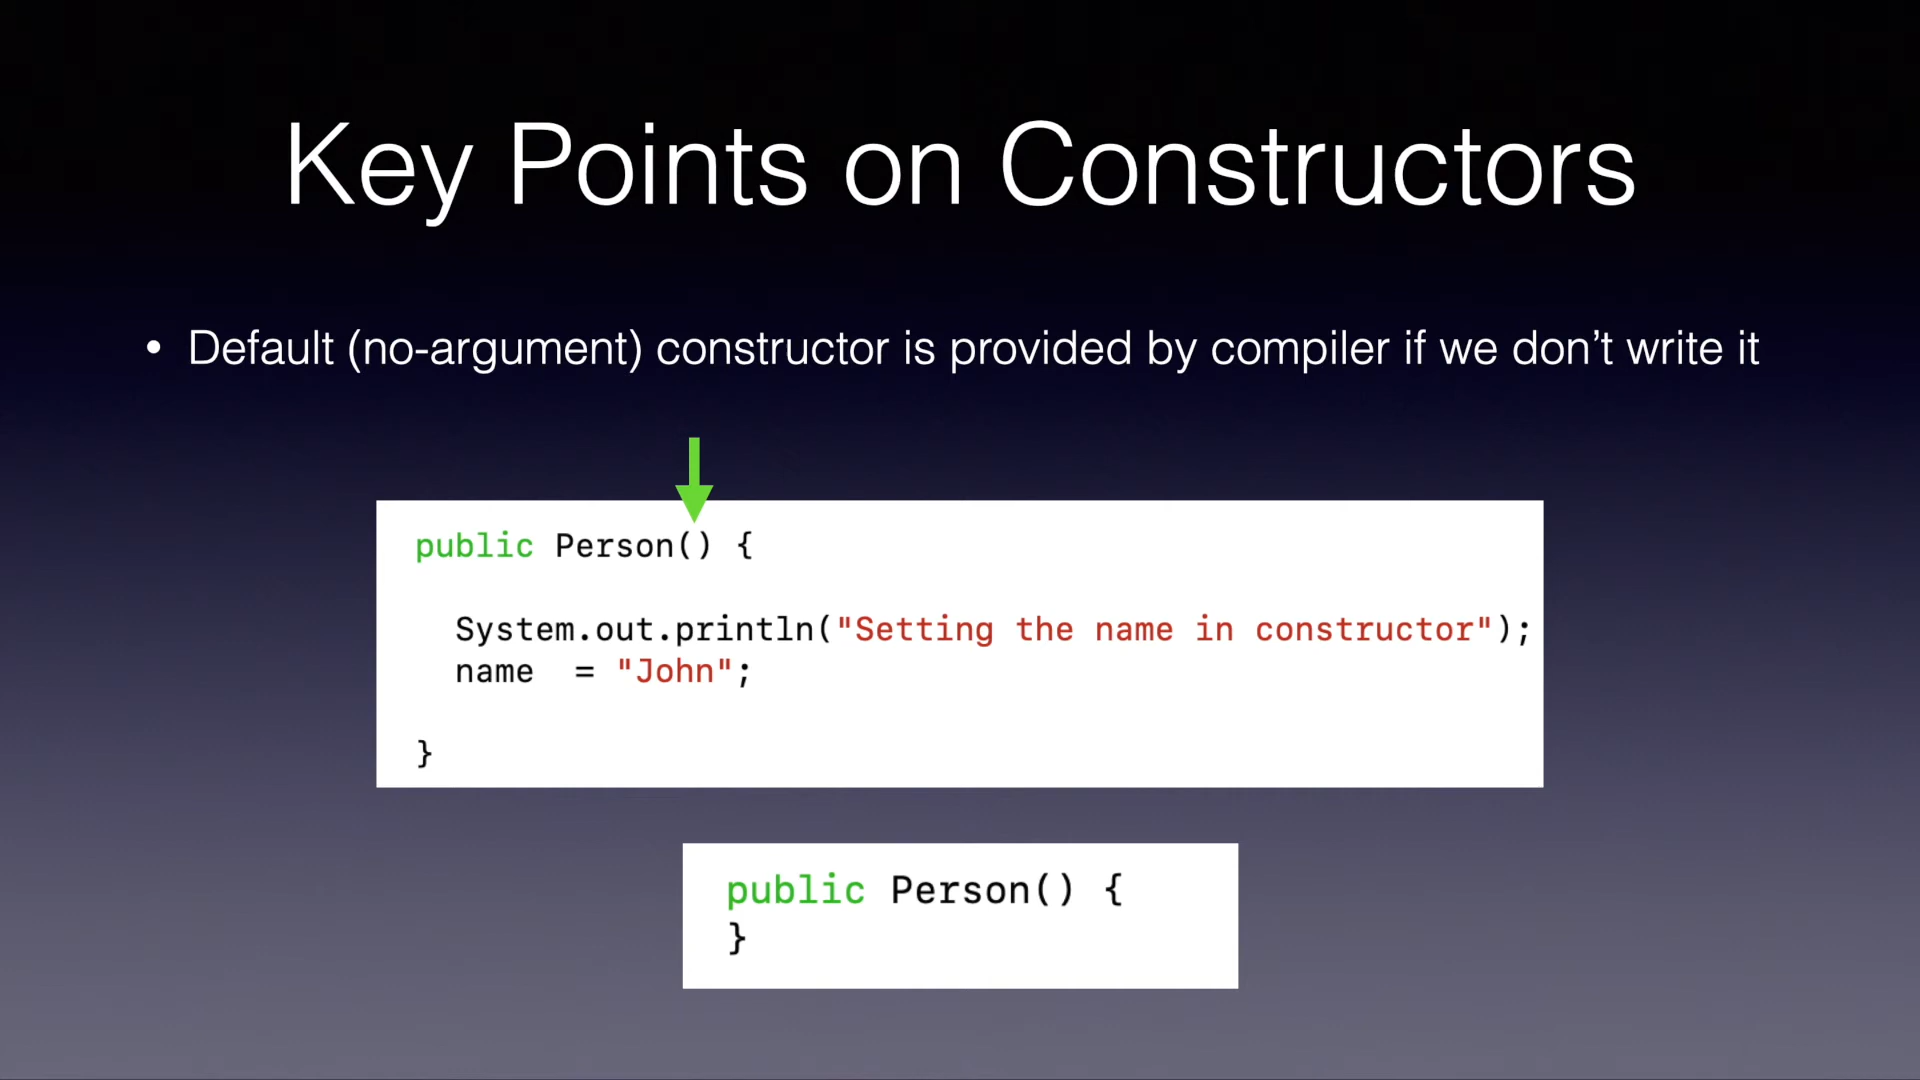 Key Points on Constructors
• Default (no-argument) constructor is provided by compiler if we don’t write it
public Person() {
System.out.println("Setting the name in constructor");
name  = "John";
}
public Person() {
}